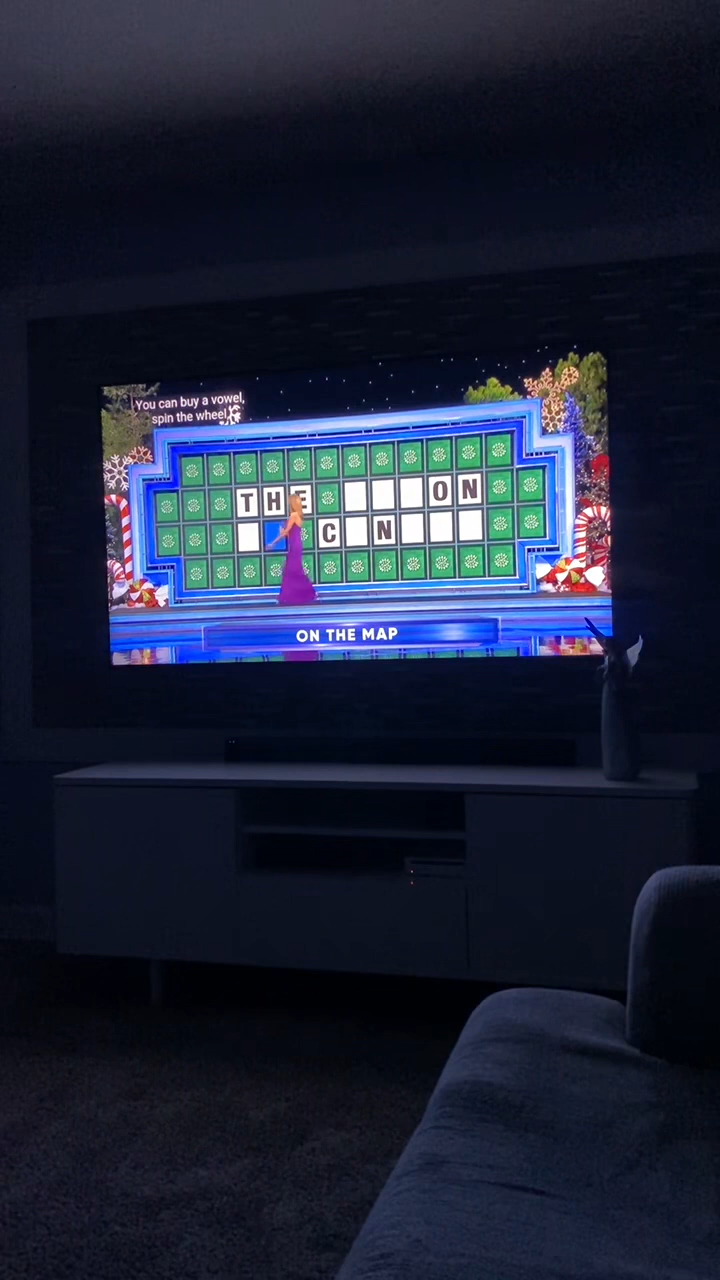 You can buy a vowel,
spin the wheel,
THE ON
C N
ON THE MAP